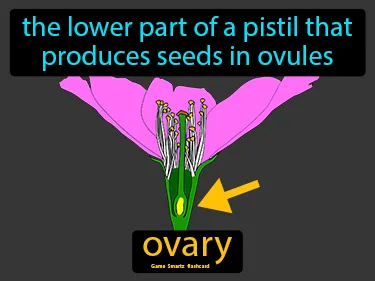 the lower part of a pistil that
produces seeds in ovules
ovary
Game Smartz flashcard